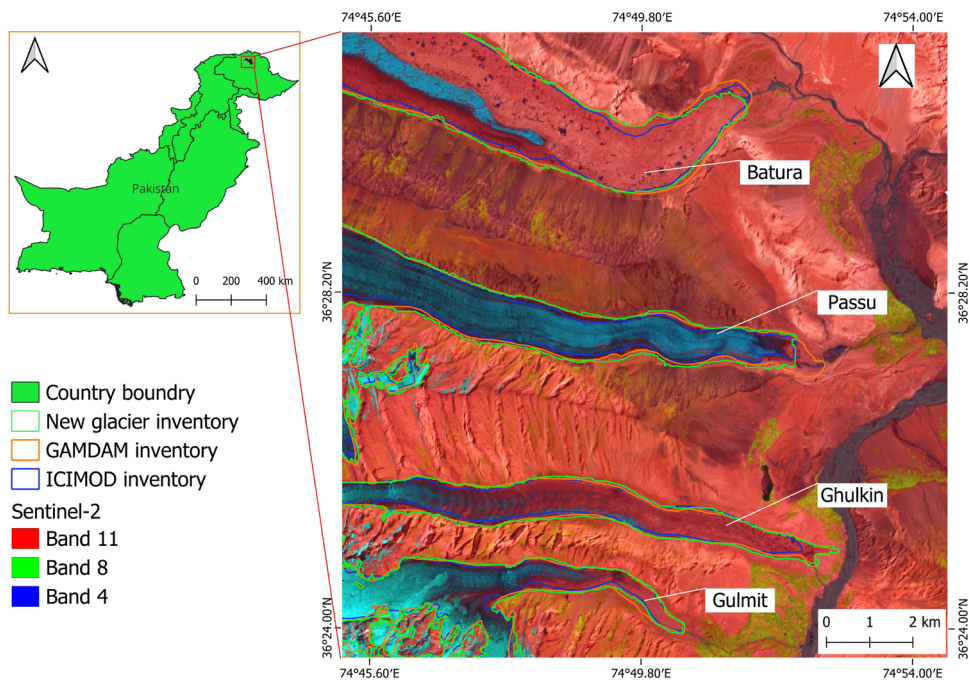 74°45.60′E
74°49.80′E
74°54.00′E
Pakistan
0 200 400 km
36°28.20′N
36°24.00′N
Batura
Passu
Ghulkin
Gulmit
36°28.20′N
36°24.00′N
Country boundry
New glacier inventory
GAMDAM inventory
ICIMOD inventory
Sentinel-2
Band 11
Band 8
Band 4
0 1 2 km
74°45.60′E
74°49.80′E
74°54.00′E